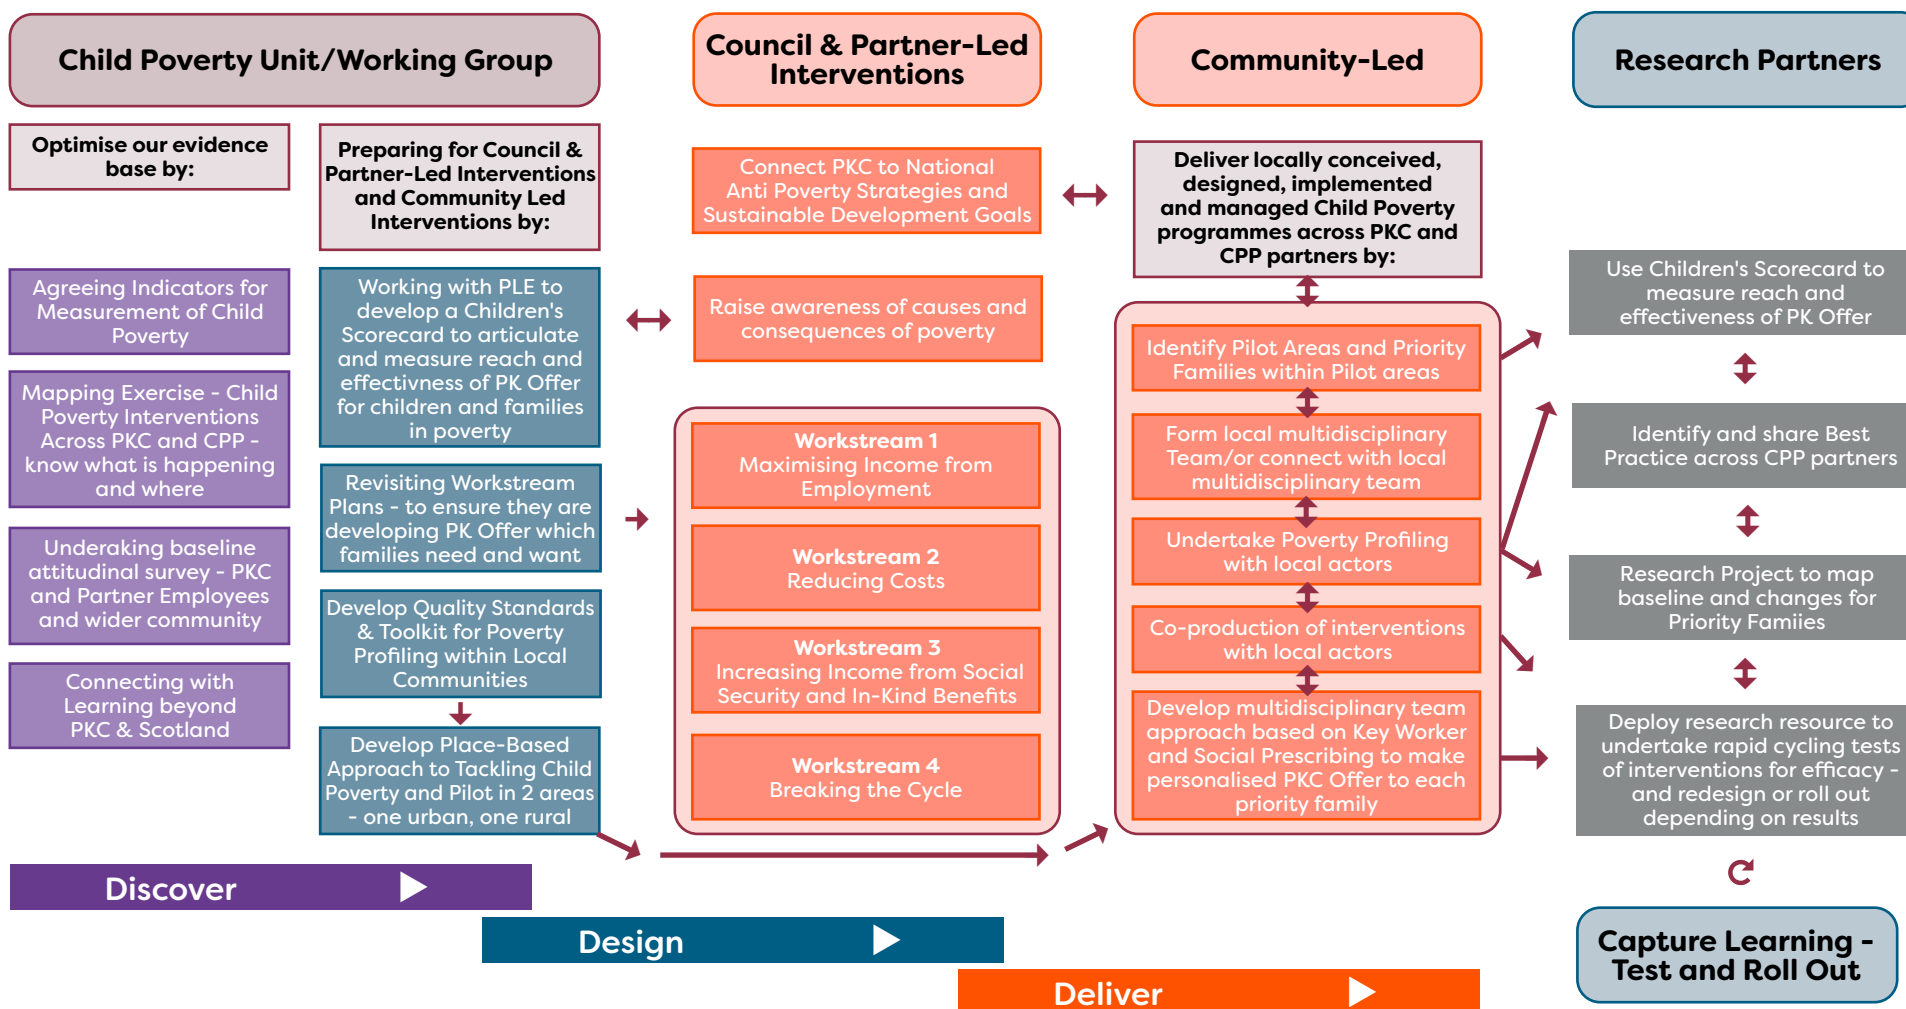 Child Poverty Unit/Working Group
Council & Partner-Led
Interventions
Community-Led
Research Partners
Optimise our evidence
base by:
Agreeing Indicators for
Measurement of Child
Poverty
Mapping Exercise - Child
Poverty Interventions
Across PKC and CPP -
know what is happening
and where
Underaking baseline
attitudinal survey - PKC
and Partner Employees
and wider community
Connecting with
Learning beyond
PKC & Scotland
Preparing for Council &
Partner-Led Interventions
and Community Led
Interventions by:
Working with PLE to
develop a Children's
Scorecard to articulate
and measure reach and
effectivness of PK Offer
for children and families
in poverty
Revisiting Workstream
Plans - to ensure they are
developing PK Offer which
families need and want
Develop Quality Standards
& Toolkit for Poverty
Profiling within Local
Communities
Develop Place-Based
Approach to Tackling Child
Poverty and Pilot in 2 areas
- one urban, one rural
Connect PKC to National
Anti Poverty Strategies and
Sustainable Development Goals
Raise awareness of causes and
consequences of poverty
Workstream 1
Maximising Income from
Employment
Workstream 2
Reducing Costs
Workstream 3
Increasing Income from Social
Security and In-Kind Benefits
Workstream 4
Breaking the Cycle
Deliver locally conceived,
designed, implemented
and managed Child Poverty
programmes across PKC and
CPP partners by:
Identify Pilot Areas and Priority
Families within Pilot areas
Form local multidisciplinary
Team/or connect with local
multidisciplinary team
Undertake Poverty Profiling
with local actors
Co-production of interventions
with local actors
Develop multidisciplinary team
approach based on Key Worker
and Social Prescribing to make
personalised PKC Offer to each
priority family
Use Children's Scorecard to
measure reach and
effectiveness of PK Offer
Identify and share Best
Practice across CPP partners
Research Project to map
baseline and changes for
Priority Famiies
Deploy research resource to
undertake rapid cycling tests
of interventions for efficacy -
and redesign or roll out
depending on results
Capture Learning -
Test and Roll Out
Discover
Design
Deliver